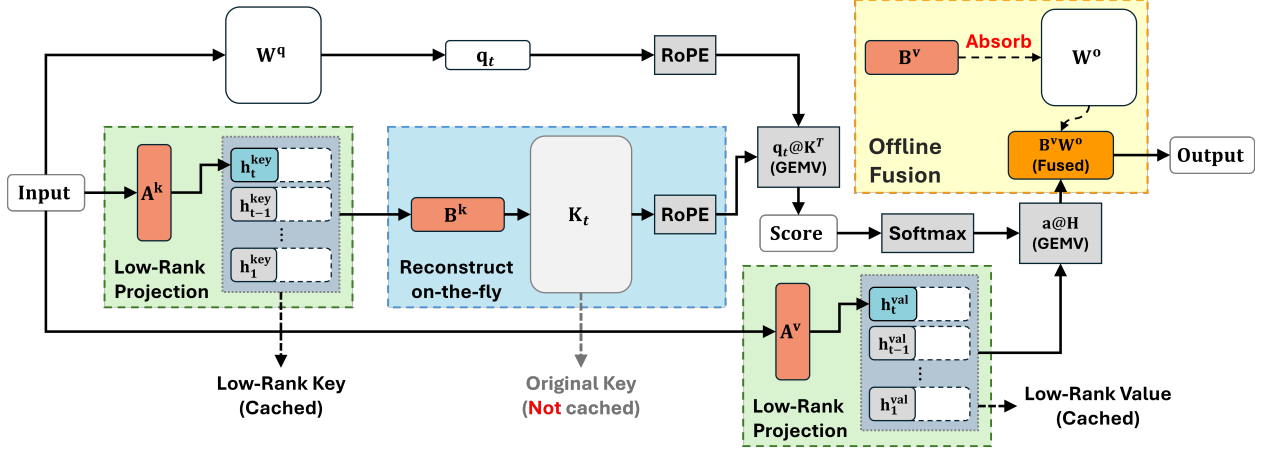 W^q
q_t
RoPE
B^v
Absorb
W^o
Offline
Fusion
B^vW^o
(Fused)
Output
q_t@K^T
(GEMV)
Input
A^k
h_t^key
h_{t-1}^key
⋮
h_1^key
Low-Rank
Projection
B^k
K_t
RoPE
Reconstruct
on-the-fly
Score
Softmax
a@H
(GEMV)
Low-Rank Key
(Cached)
Original Key
(Not cached)
A^v
h_t^val
h_{t-1}^val
⋮
h_1^val
Low-Rank
Projection
Low-Rank Value
(Cached)